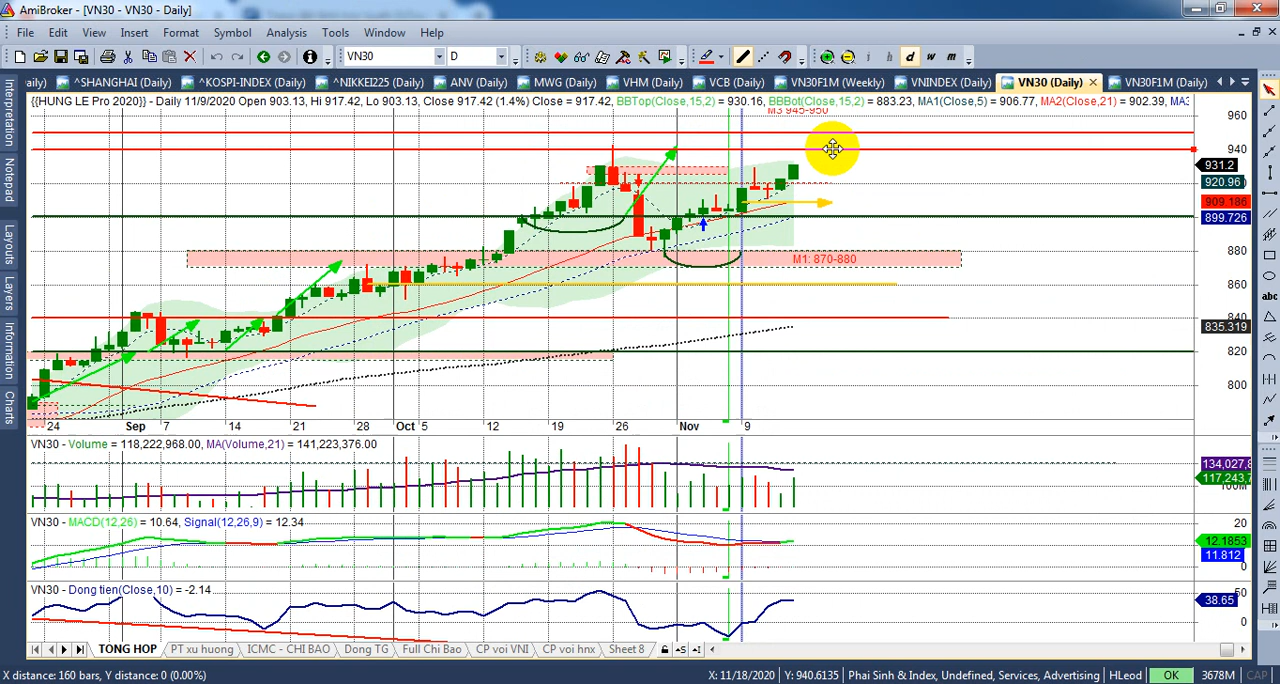 AmiBroker - [VN30 - VN30 - Daily]
File Edit View Insert Format Symbol Analysis Tools Window Help
VN30 D i h d w m
aily) ^SHANGHAI (Daily) ^KOSPI-INDEX (Daily) ^NIKKEI225 (Daily) ANV (Daily) MWG (Daily) VHM (Daily) VCB (Daily) VN30F1M (Weekly) VNINDEX (Daily) VN30 (Daily) VN30F1M (Daily)
{{HUNG LE Pro 2020}} - Daily 11/9/2020 Open 903.13, Hi 917.42, Lo 903.13, Close 917.42 (1.4%) Close = 917.42, BBTop(Close,15,2) = 930.16, BBBot(Close,15,2) = 883.23, MA1(Close,5) = 906.77, MA2(Close,21) = 902.39, MA3
M3 945-950
960
940
931.2
920.96
909.186
899.726
880
M1: 870-880
860
840
835.319
820
800
24 Sep 7 14 21 28 Oct 5 12 19 26 Nov 9
VN30 - Volume = 118,222,968.00, MA(Volume,21) = 141,223,376.00
134,027,8
117,243,7
100M
VN30 - MACD(12,26) = 10.64, Signal(12,26,9) = 12.34
20
12.1853
11.812
0
VN30 - Dong tien(Close,10) = -2.14
50
38.65
0
Interpretation
Notepad
Layouts
Layers
Information
Charts
abc
TONG HOP PT xu huong ICMC - CHI BAO Dong TG Full Chi Bao CP voi VNI CP voi hnx Sheet 8
X distance: 160 bars, Y distance: 0 (0.00%) X: 11/18/2020 Y: 940.6135 Phai Sinh & Index, Undefined, Services, Advertising HLeod OK 3678M CAP